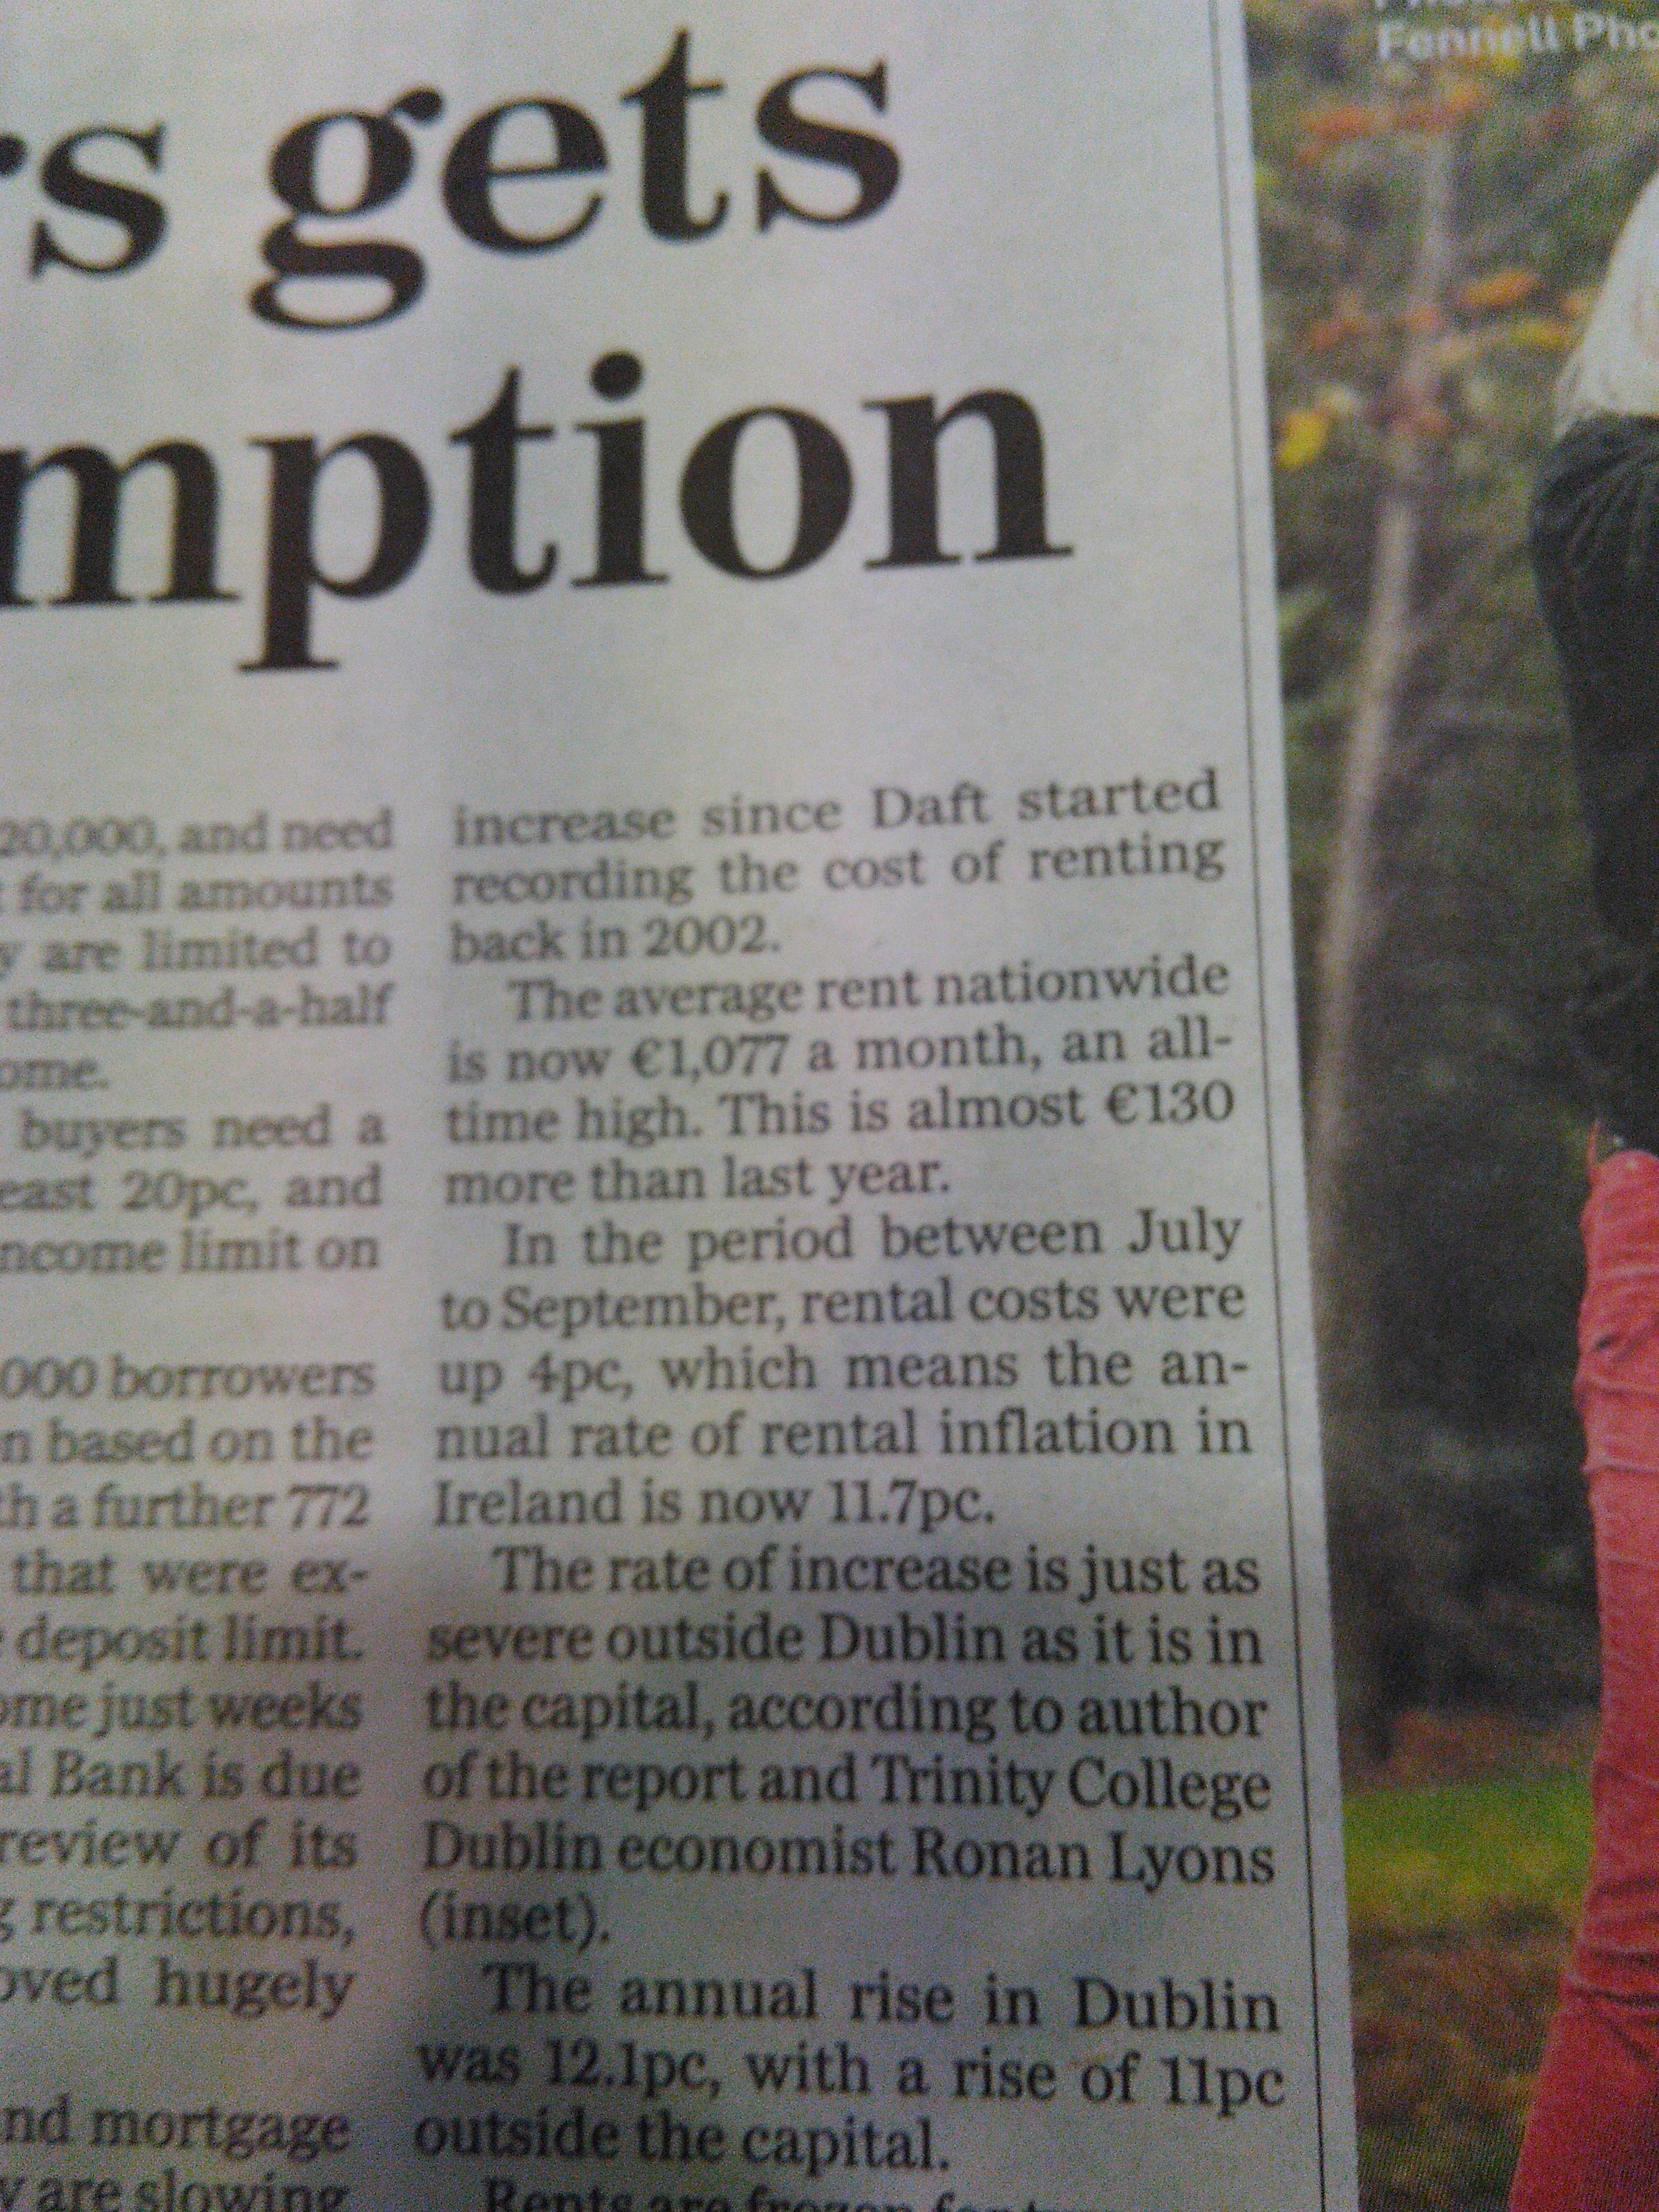 Fennell Pho
rs gets
mption
20,000, and need
for all amounts
y are limited to
three-and-a-half
ome.
buyers need a
east 20pc, and
ncome limit on
000 borrowers
n based on the
th a further 772
that were ex-
deposit limit.
ome just weeks
al Bank is due
review of its
g restrictions,
oved hugely
nd mortgage
y are slowing
increase since Daft started
recording the cost of renting
back in 2002.
The average rent nationwide
is now €1,077 a month, an all-
time high. This is almost €130
more than last year.
In the period between July
to September, rental costs were
up 4pc, which means the an-
nual rate of rental inflation in
Ireland is now 11.7pc.
The rate of increase is just as
severe outside Dublin as it is in
the capital, according to author
of the report and Trinity College
Dublin economist Ronan Lyons
(inset).
The annual rise in Dublin
was 12.1pc, with a rise of 11pc
outside the capital.
Rents are frozen for